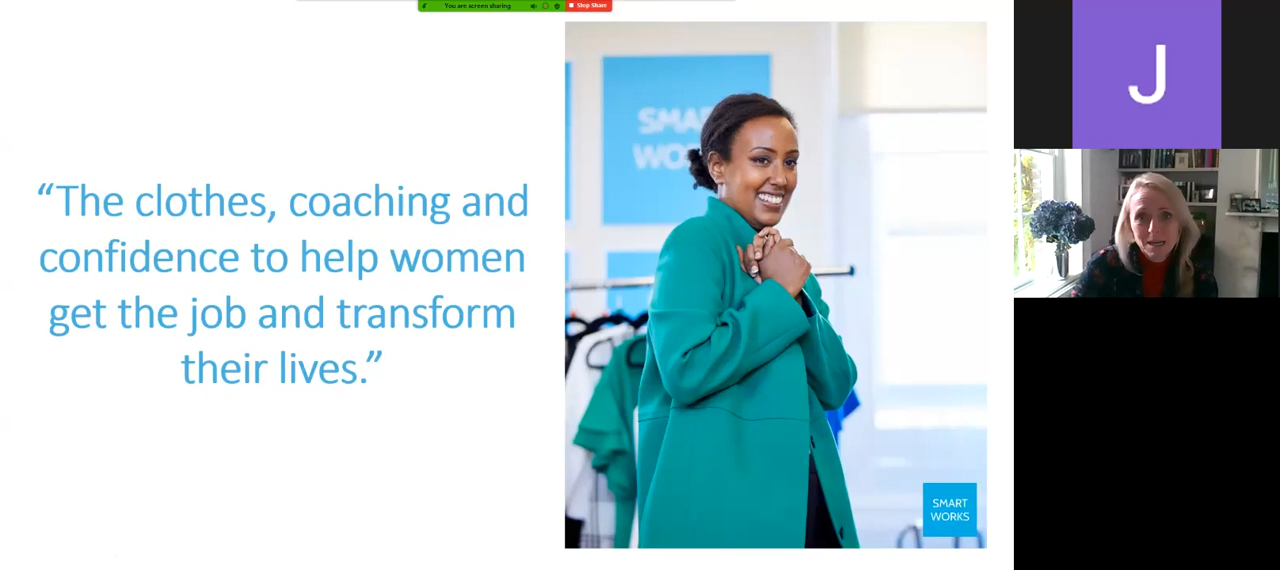 You are screen sharing
Stop Share
“The clothes, coaching and
confidence to help women
get the job and transform
their lives.”
SMART
WORKS
J